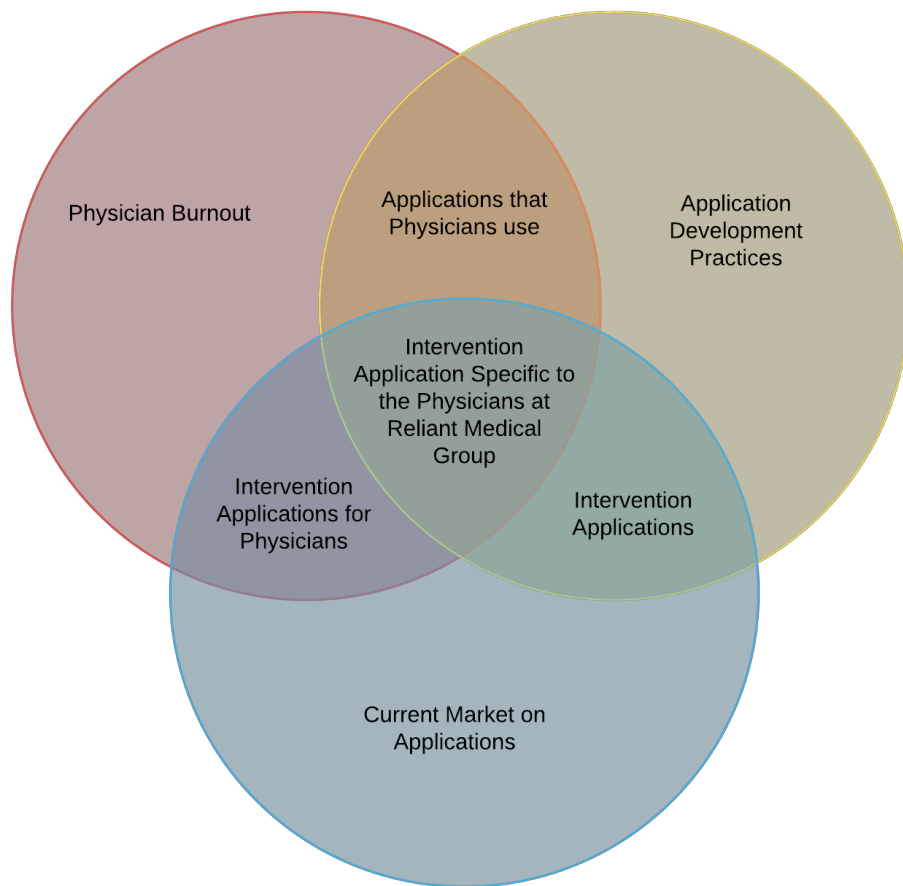 Physician Burnout
Applications that
Physicians use
Application
Development
Practices
Intervention
Application Specific to
the Physicians at
Reliant Medical
Group
Intervention
Applications for
Physicians
Intervention
Applications
Current Market on
Applications